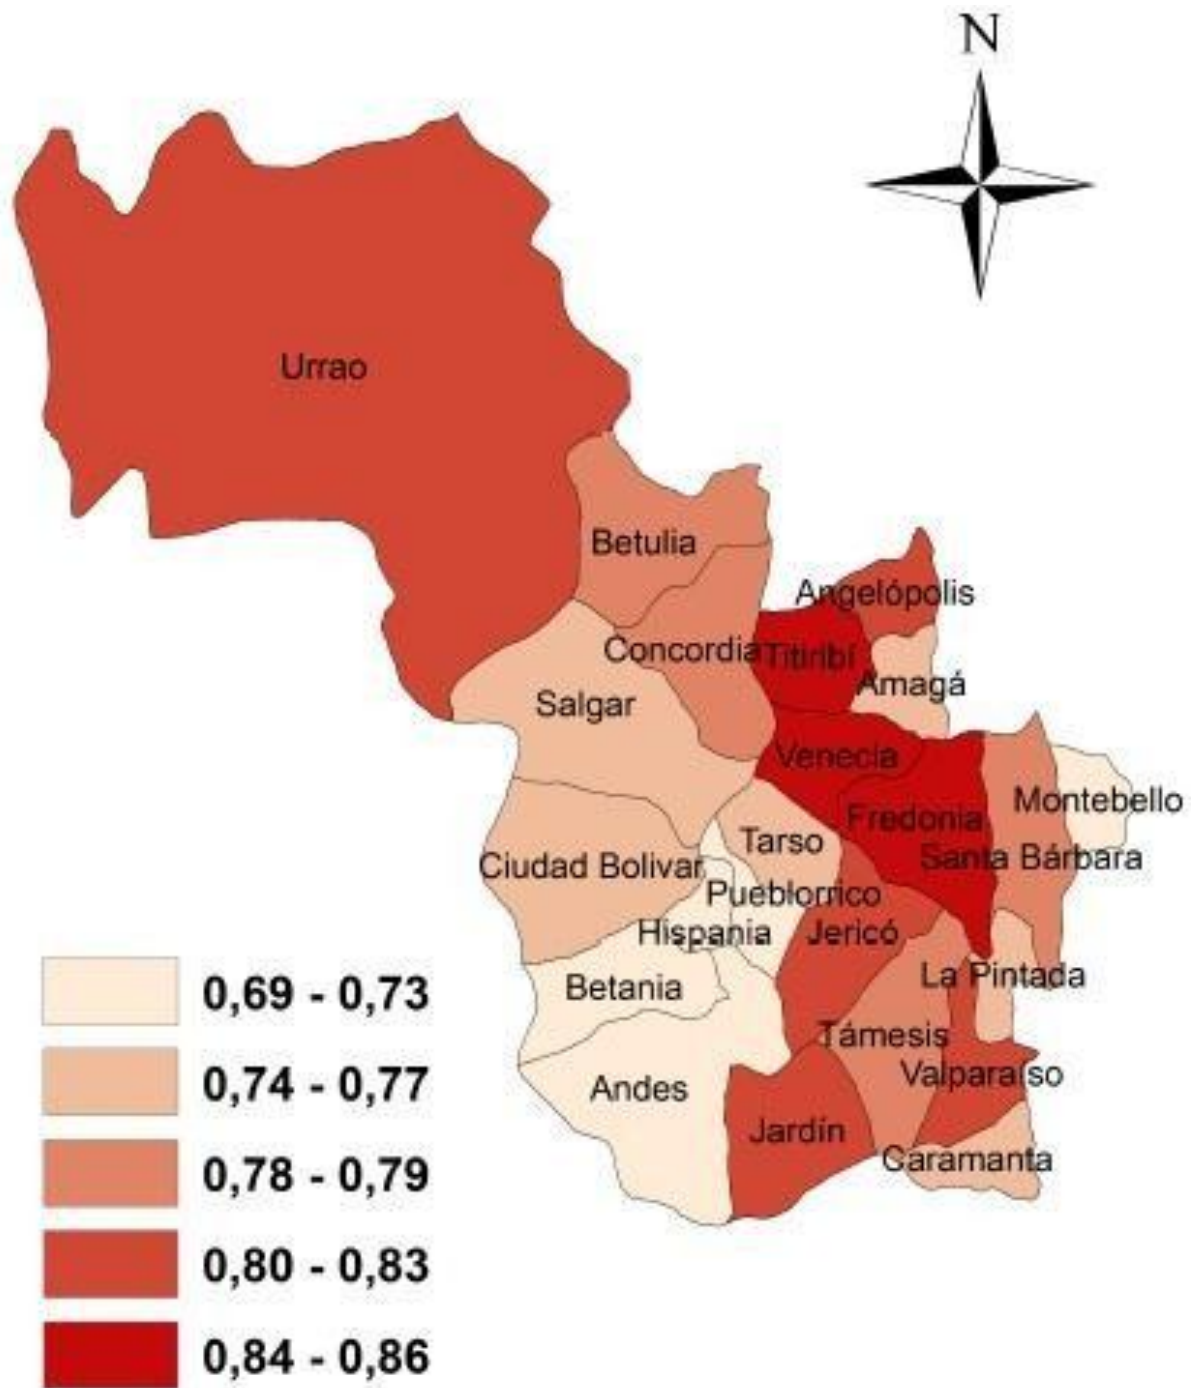 N
Urrao
Betulia
Angelópolis
Concordia
Titiribí
Amagá
Salgar
Venecia
Montebello
Fredonia
Tarso
Santa Bárbara
Ciudad Bolivar
Pueblorrico
Hispania
Jericó
La Pintada
Betania
Támesis
Valparaíso
Andes
Jardín
Caramanta
0,69 - 0,73
0,74 - 0,77
0,78 - 0,79
0,80 - 0,83
0,84 - 0,86